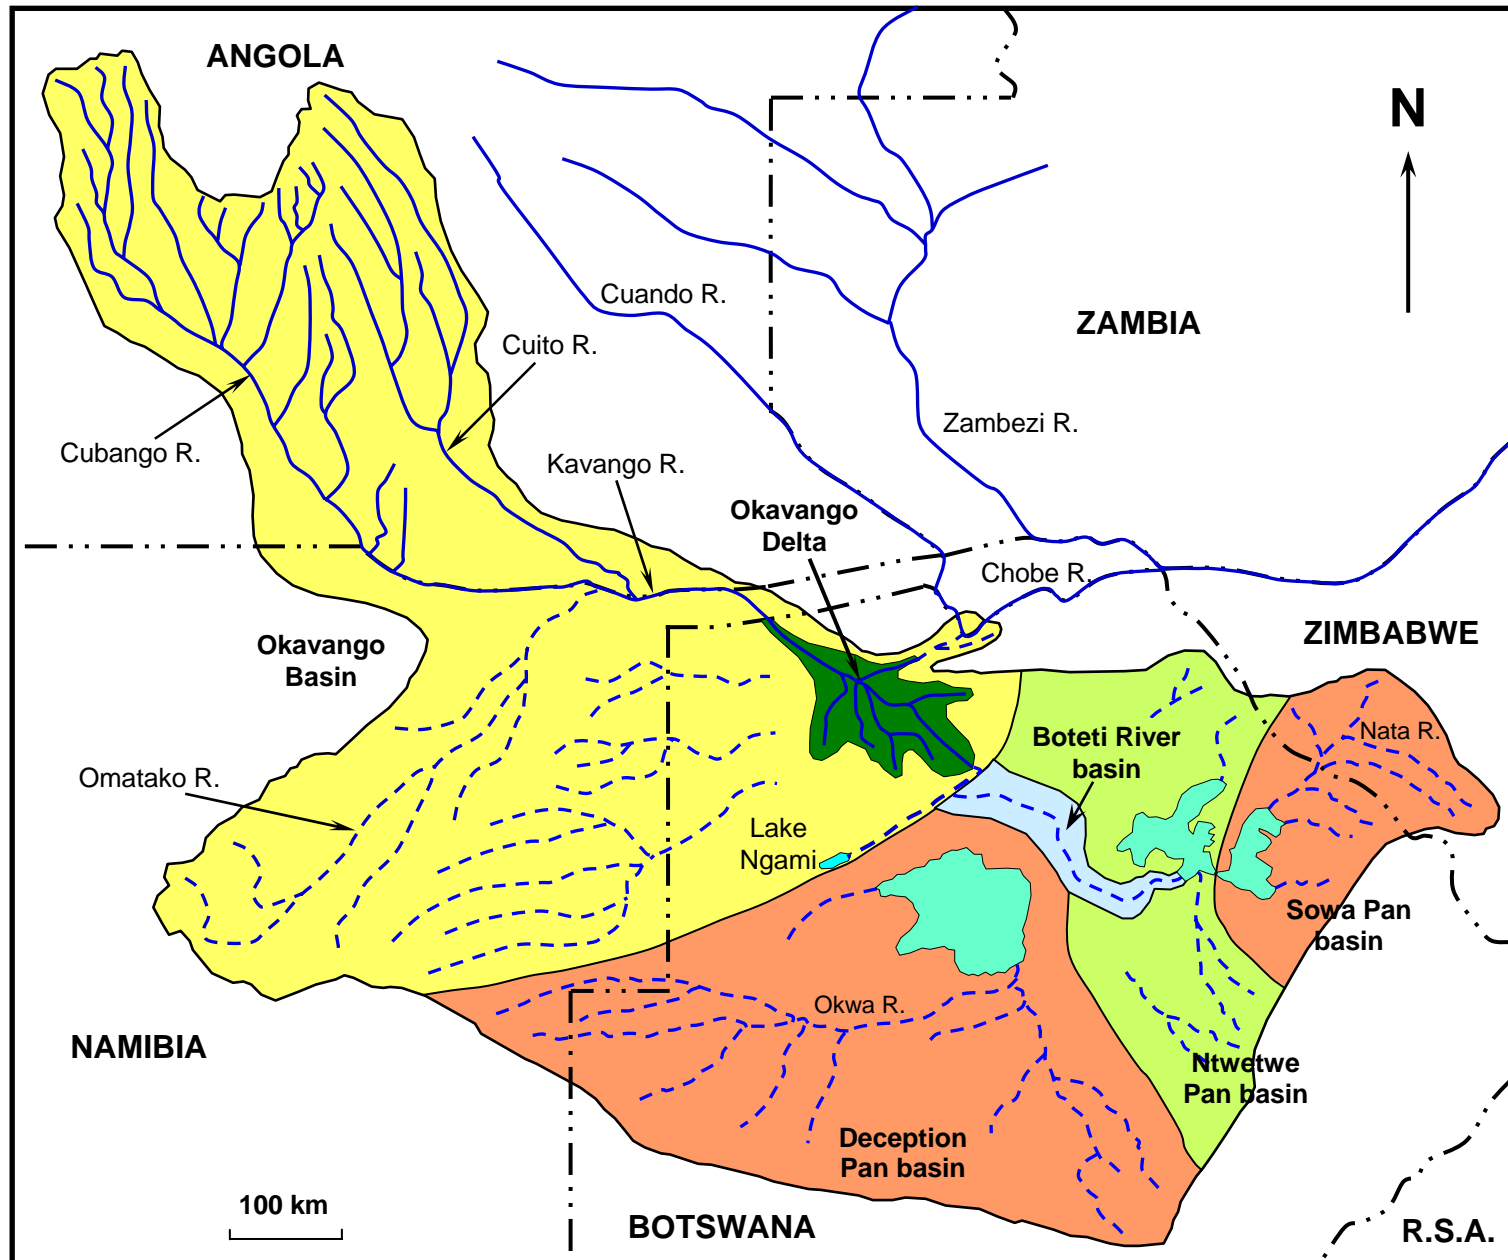 ANGOLA
N
Cuando R.
ZAMBIA
Cuito R.
Zambezi R.
Cubango R.
Kavango R.
Okavango
Delta
Chobe R.
Okavango
Basin
ZIMBABWE
Nata R.
Boteti River
basin
Omatako R.
Lake
Ngami
Sowa Pan
basin
Okwa R.
NAMIBIA
Ntwetwe
Pan basin
Deception
Pan basin
100 km
BOTSWANA
R.S.A.